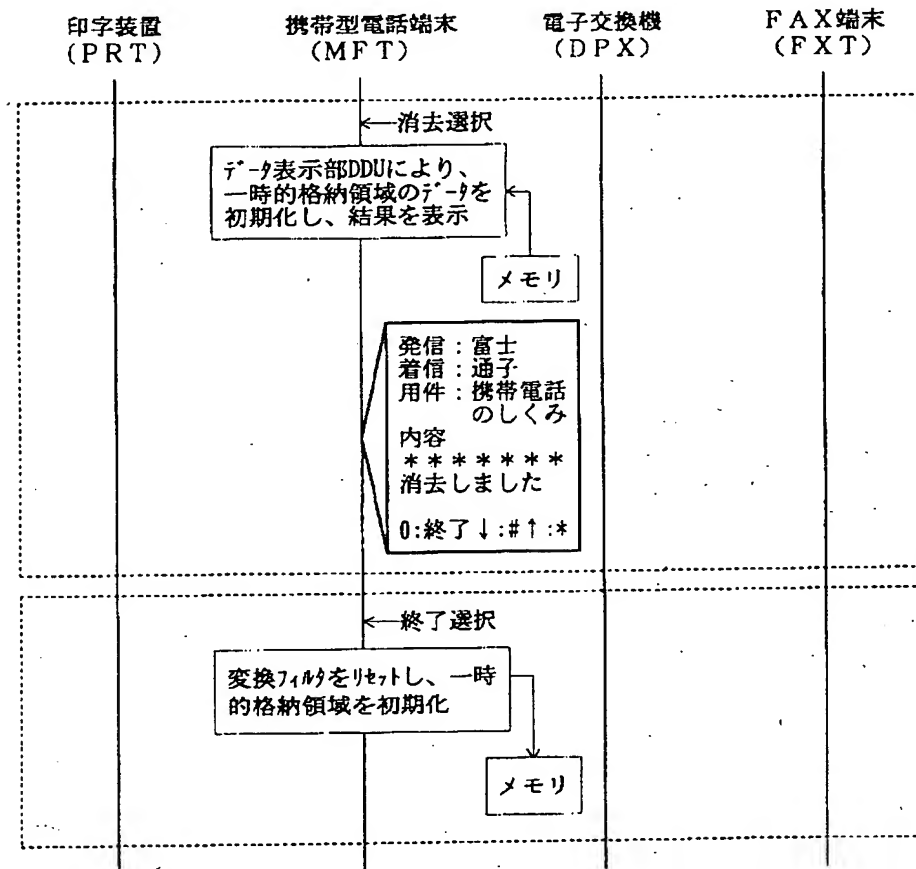 印字装置
(PRT)
携帯型電話端末
(MFT)
電子交換機
(DPX)
FAX端末
(FXT)
消去選択
データ表示部DDUにより、
一時的格納領域のデータを
初期化し、結果を表示
メモリ
発信:富士
着信:通子
用件:携帯電話
のしくみ
内容
*******
消去しました
0:終了↓:#↑:*
終了選択
変換フィルタをリセットし、一時
的格納領域を初期化
メモリ